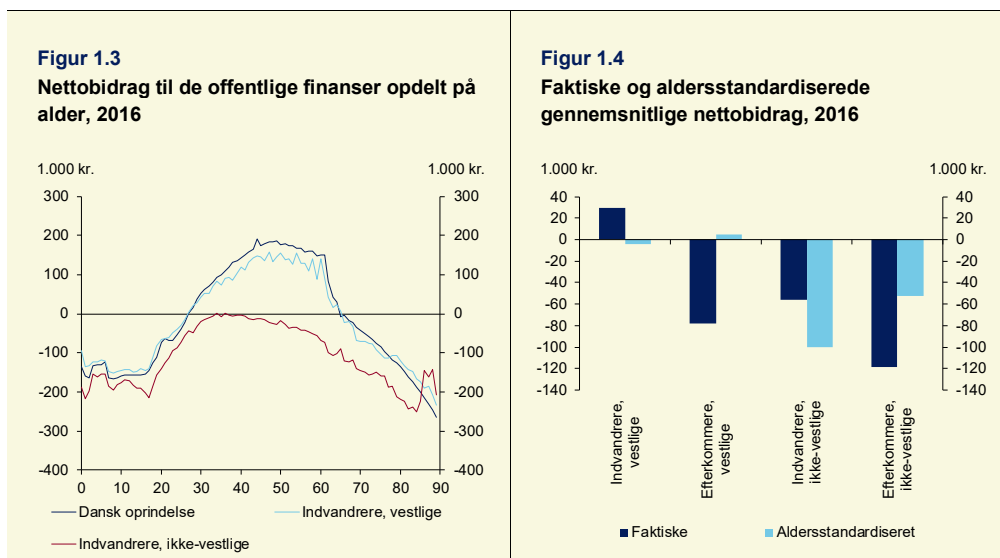 Figur 1.3
Nettobidrag til de offentlige finanser opdelt på
alder, 2016
1.000 kr. 1.000 kr.
300 300
200 200
100 100
0 0
-100 -100
-200 -200
-300 -300
-400 -400
0 10 20 30 40 50 60 70 80 90
Dansk oprindelse Indvandrere, vestlige
Indvandrere, ikke-vestlige
Figur 1.4
Faktiske og aldersstandardiserede
gennemsnitlige nettobidrag, 2016
1.000 kr. 1.000 kr.
40 40
20 20
0 0
-20 -20
-40 -40
-60 -60
-80 -80
-100 -100
-120 -120
-140 -140
Indvandrere,
vestlige
Efterkommere,
vestlige
Indvandrere,
ikke-vestlige
Efterkommere,
ikke-vestlige
Faktiske Aldersstandardiseret